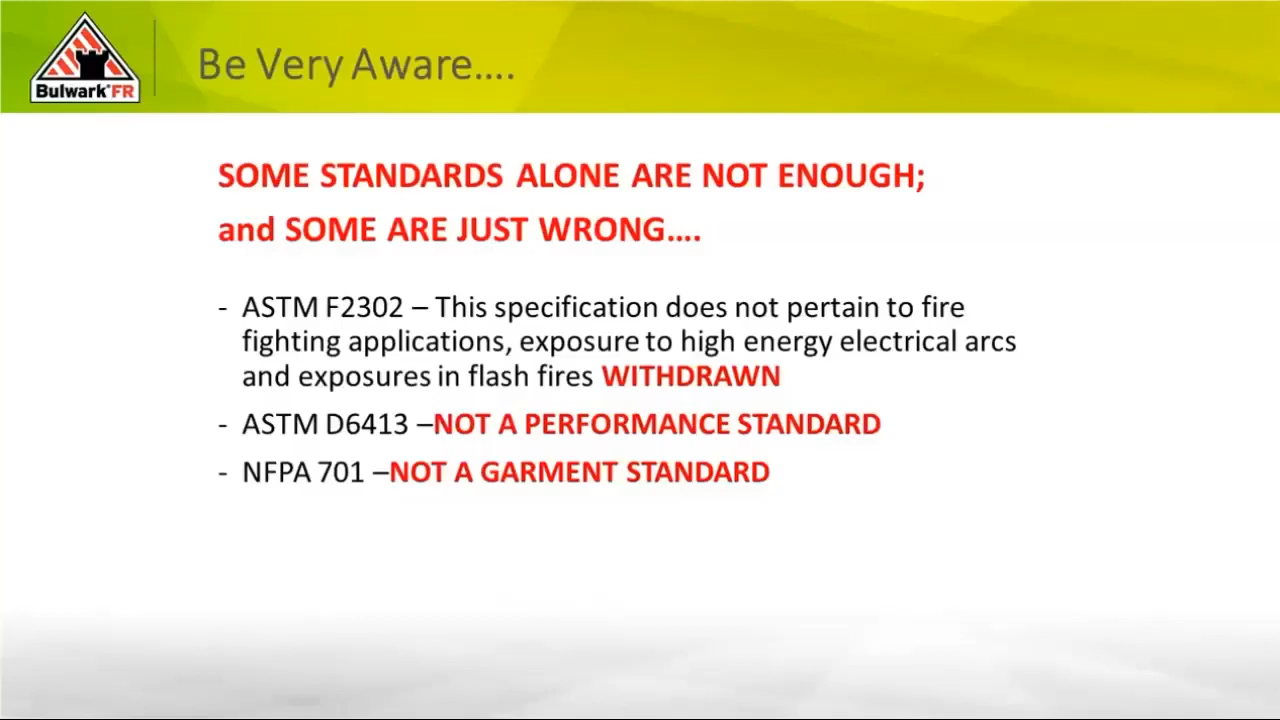 Bulwark®FR
Be Very Aware....
SOME STANDARDS ALONE ARE NOT ENOUGH;
and SOME ARE JUST WRONG....
- ASTM F2302 – This specification does not pertain to fire
fighting applications, exposure to high energy electrical arcs
and exposures in flash fires WITHDRAWN
- ASTM D6413 –NOT A PERFORMANCE STANDARD
- NFPA 701 –NOT A GARMENT STANDARD